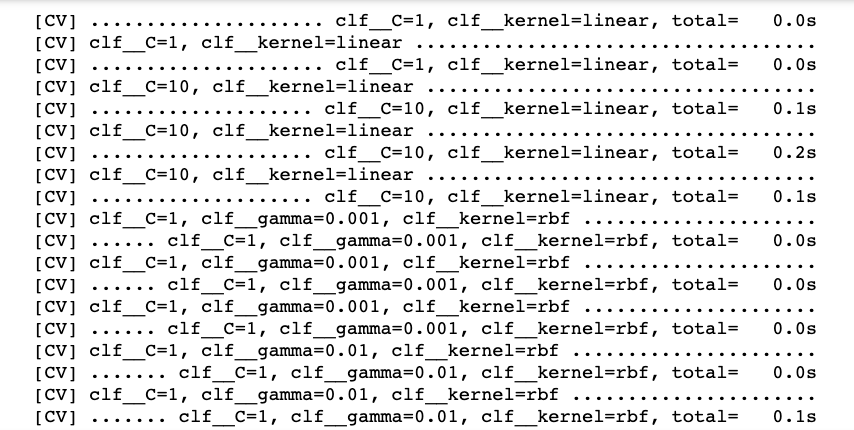 [CV] ..................... clf__C=1, clf__kernel=linear, total=   0.0s
[CV] clf__C=1, clf__kernel=linear ....................................
[CV] ..................... clf__C=1, clf__kernel=linear, total=   0.0s
[CV] clf__C=10, clf__kernel=linear ...................................
[CV] .................... clf__C=10, clf__kernel=linear, total=   0.1s
[CV] clf__C=10, clf__kernel=linear ...................................
[CV] .................... clf__C=10, clf__kernel=linear, total=   0.2s
[CV] clf__C=10, clf__kernel=linear ...................................
[CV] .................... clf__C=10, clf__kernel=linear, total=   0.1s
[CV] clf__C=1, clf__gamma=0.001, clf__kernel=rbf .....................
[CV] ...... clf__C=1, clf__gamma=0.001, clf__kernel=rbf, total=   0.0s
[CV] clf__C=1, clf__gamma=0.001, clf__kernel=rbf .....................
[CV] ...... clf__C=1, clf__gamma=0.001, clf__kernel=rbf, total=   0.0s
[CV] clf__C=1, clf__gamma=0.001, clf__kernel=rbf .....................
[CV] ...... clf__C=1, clf__gamma=0.001, clf__kernel=rbf, total=   0.0s
[CV] clf__C=1, clf__gamma=0.01, clf__kernel=rbf ......................
[CV] ....... clf__C=1, clf__gamma=0.01, clf__kernel=rbf, total=   0.0s
[CV] clf__C=1, clf__gamma=0.01, clf__kernel=rbf ......................
[CV] ....... clf__C=1, clf__gamma=0.01, clf__kernel=rbf, total=   0.1s